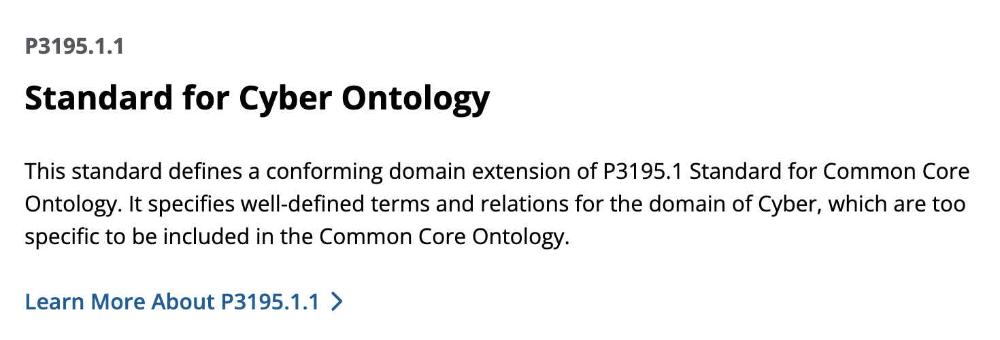 P3195.1.1
Standard for Cyber Ontology
This standard defines a conforming domain extension of P3195.1 Standard for Common Core
Ontology. It specifies well-defined terms and relations for the domain of Cyber, which are too
specific to be included in the Common Core Ontology.
Learn More About P3195.1.1